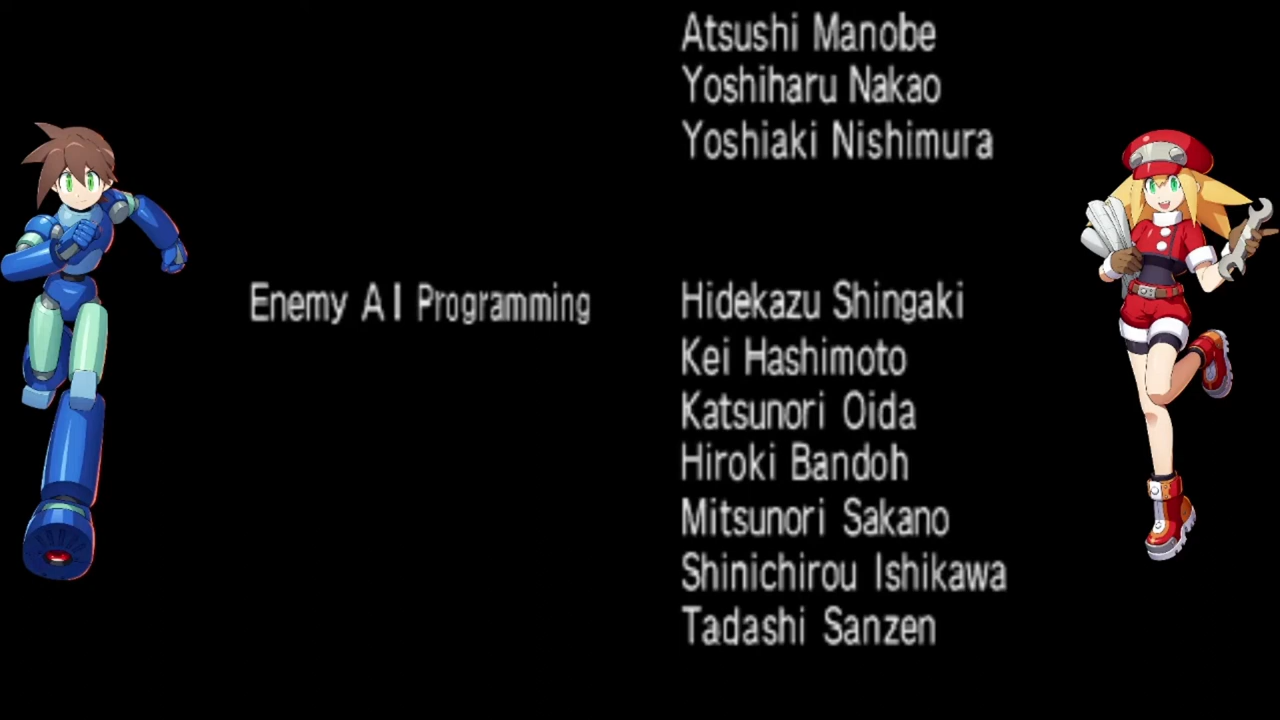 Atsushi Manobe
Yoshiharu Nakao
Yoshiaki Nishimura
Enemy AI Programming
Hidekazu Shingaki
Kei Hashimoto
Katsunori Oida
Hiroki Bandoh
Mitsunori Sakano
Shinichirou Ishikawa
Tadashi Sanzen